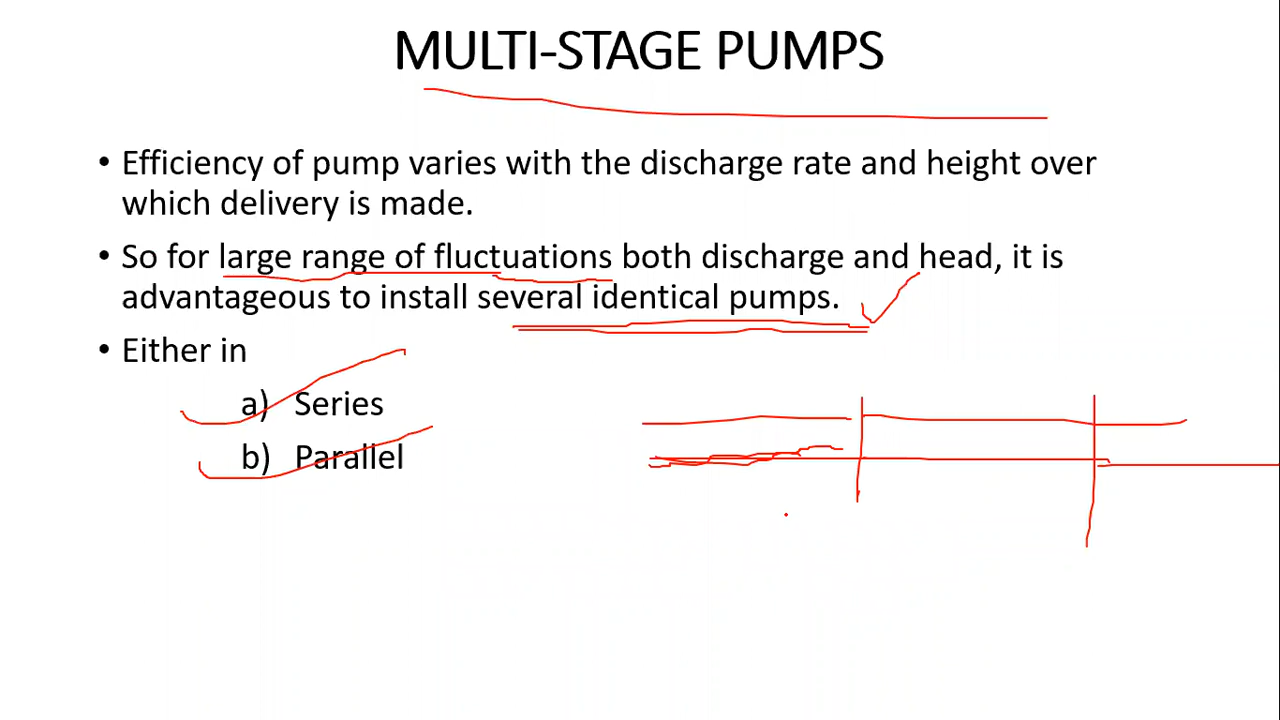 MULTI-STAGE PUMPS
• Efficiency of pump varies with the discharge rate and height over
which delivery is made.
• So for large range of fluctuations both discharge and head, it is
advantageous to install several identical pumps.
• Either in
a) Series
b) Parallel